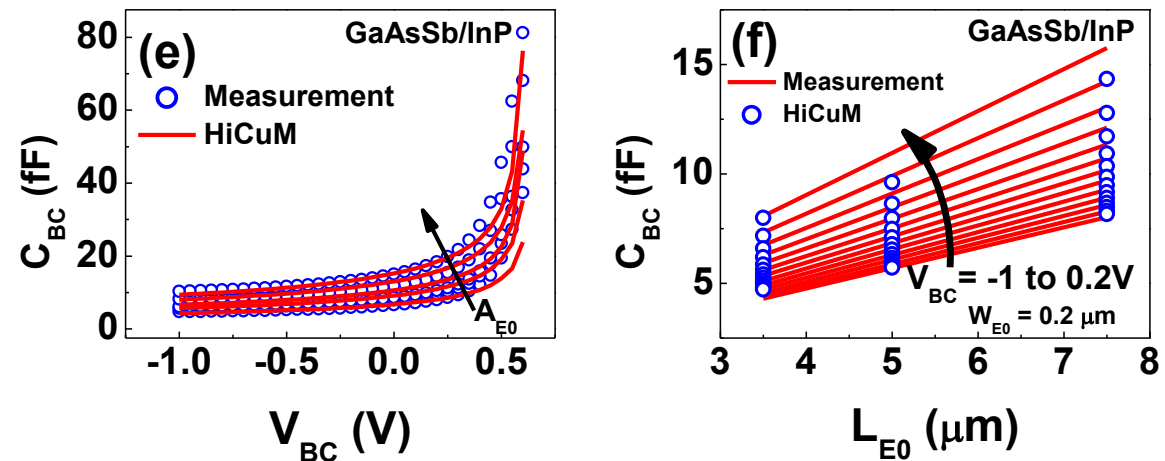 (e)
GaAsSb/InP
Measurement
HiCuM
A_E0
80
60
40
20
0
C_BC (fF)
-1.0 -0.5 0.0 0.5
V_BC (V)
(f)
GaAsSb/InP
Measurement
HiCuM
V_BC = -1 to 0.2V
W_E0 = 0.2 μm
15
10
5
C_BC (fF)
3 4 5 6 7 8
L_E0 (μm)